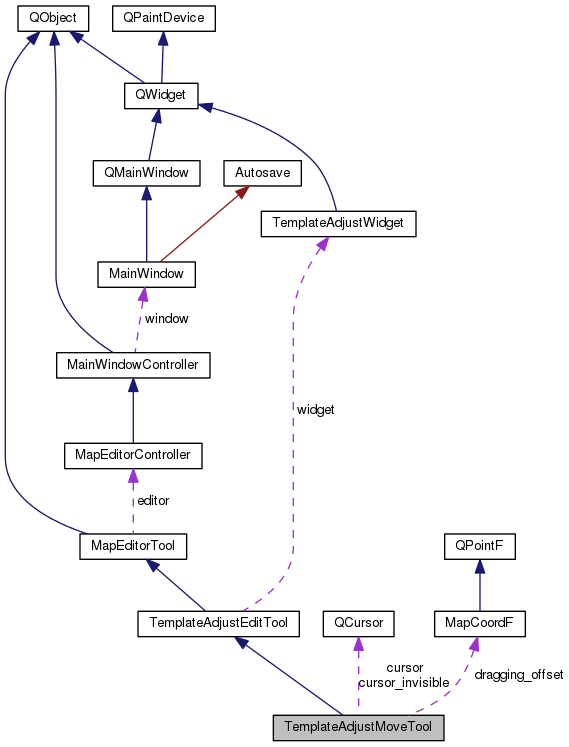 QObject
QPaintDevice
QWidget
QMainWindow
Autosave
TemplateAdjustWidget
MainWindow
window
MainWindowController
widget
MapEditorController
editor
MapEditorTool
QPointF
TemplateAdjustEditTool
QCursor
MapCoordF
cursor
cursor_invisible
dragging_offset
TemplateAdjustMoveTool